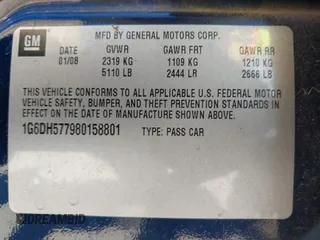 GM
MFD BY GENERAL MOTORS CORP.
DATE GVWR GAWR FRT GAWR RR
01/08 2319 KG 1109 KG 1210 KG
5110 LB 2444 LB 2668 LB
THIS VEHICLE CONFORMS TO ALL APPLICABLE U.S. FEDERAL MOTOR
VEHICLE SAFETY, BUMPER, AND THEFT PREVENTION STANDARDS IN
EFFECT ON THE DATE OF MANUFACTURE SHOWN ABOVE.
1G6DH577980158801 TYPE: PASS CAR
DREAMBID